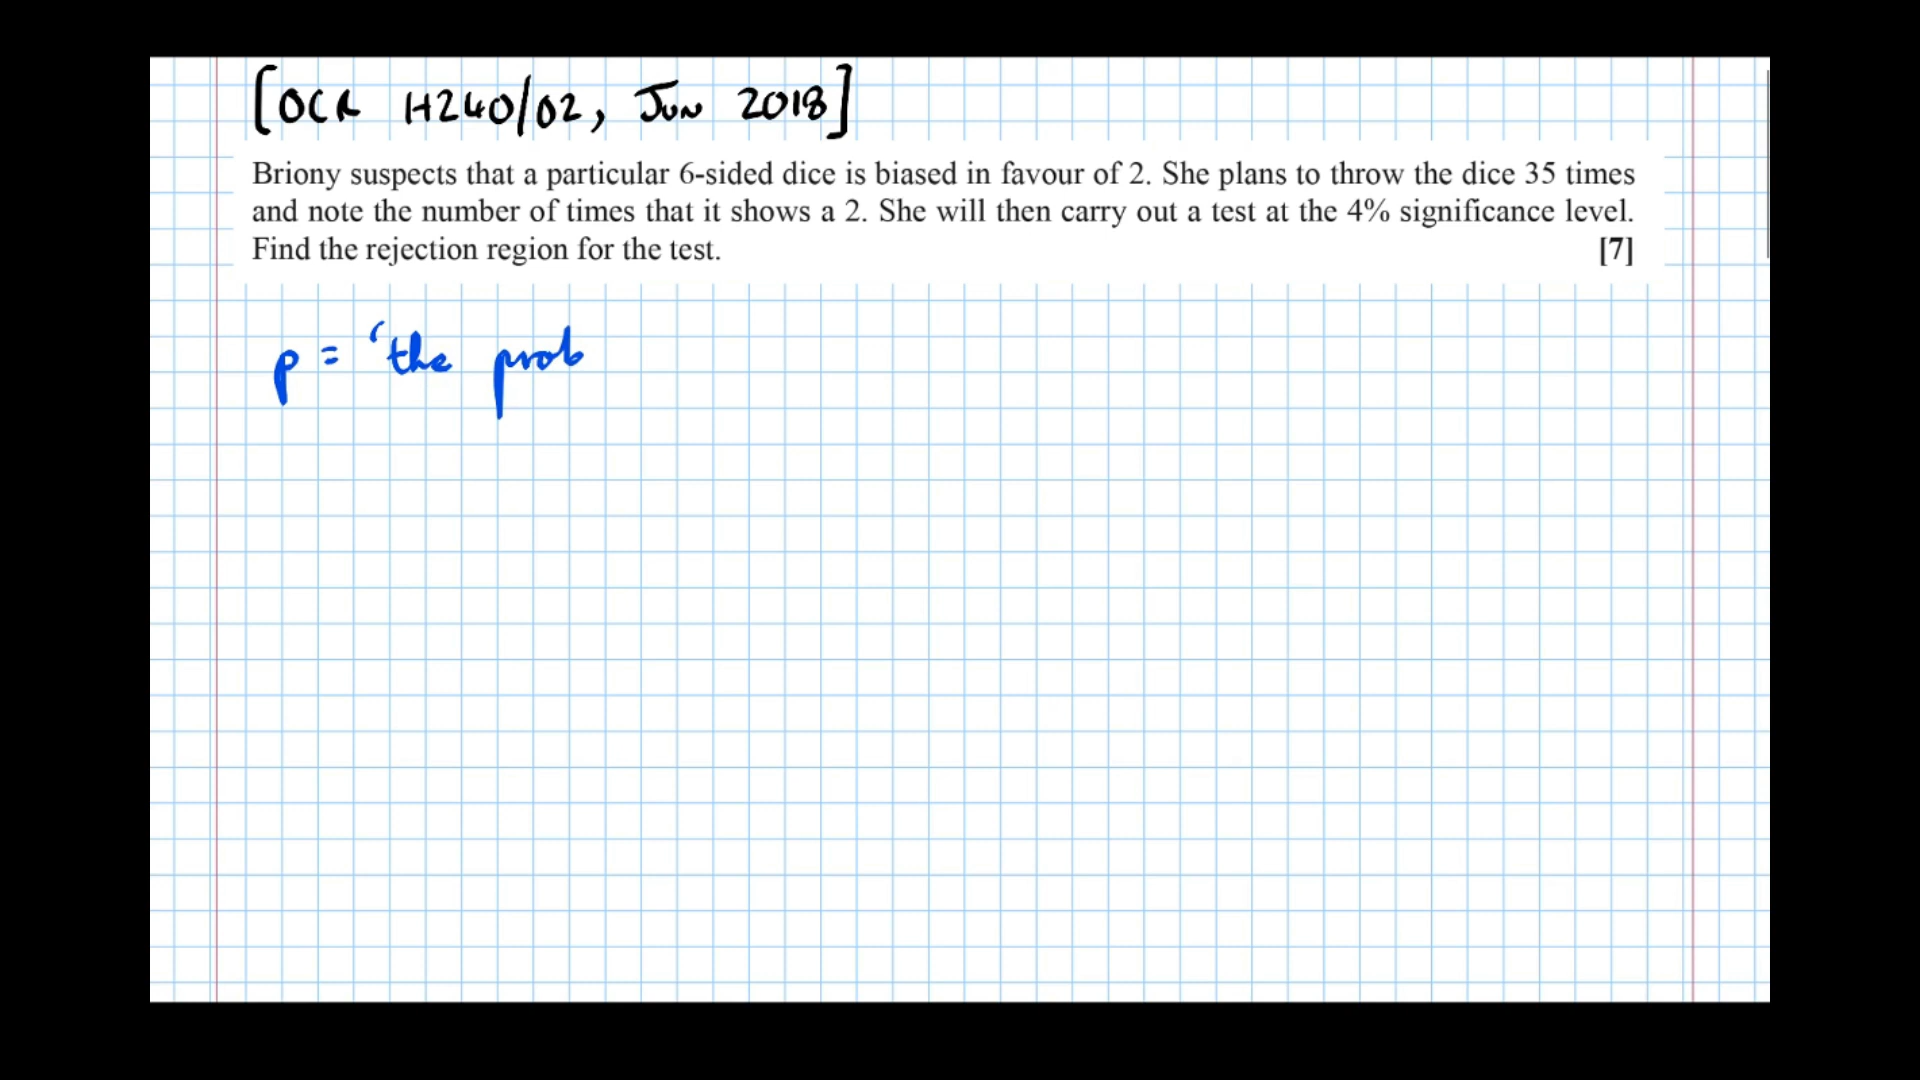 [OCR H240/02, Jun 2018]
Briony suspects that a particular 6-sided dice is biased in favour of 2. She plans to throw the dice 35 times
and note the number of times that it shows a 2. She will then carry out a test at the 4% significance level.
Find the rejection region for the test. [7]
p = 'the prob